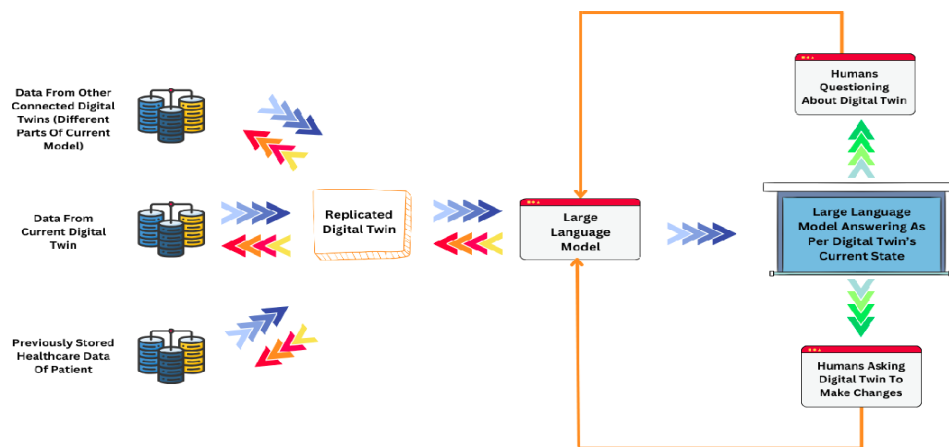 Data From Other
Connected Digital
Twins (Different
Parts Of Current
Model)
Data From
Current Digital
Twin
Previously Stored
Healthcare Data
Of Patient
Replicated
Digital Twin
Large
Language
Model
Humans
Questioning
About Digital Twin
Large Language
Model Answering As
Per Digital Twin's
Current State
Humans Asking
Digital Twin To
Make Changes